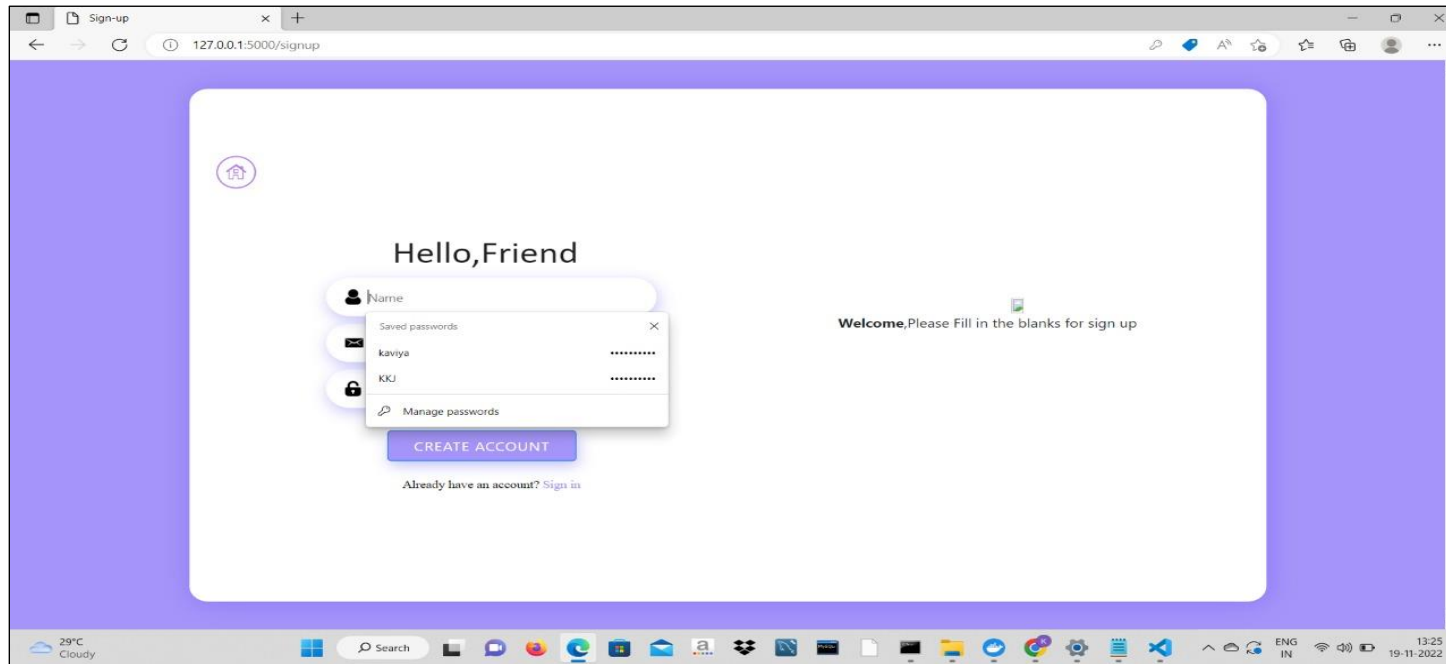 Sign-up
127.0.0.1:5000/signup
Hello,Friend
Name
Saved passwords
kaviya ••••••••••
KKJ ••••••••••
Manage passwords
CREATE ACCOUNT
Already have an account? Sign in
Welcome,Please Fill in the blanks for sign up
29°C
Cloudy
Search
ENG
IN
13:25
19-11-2022